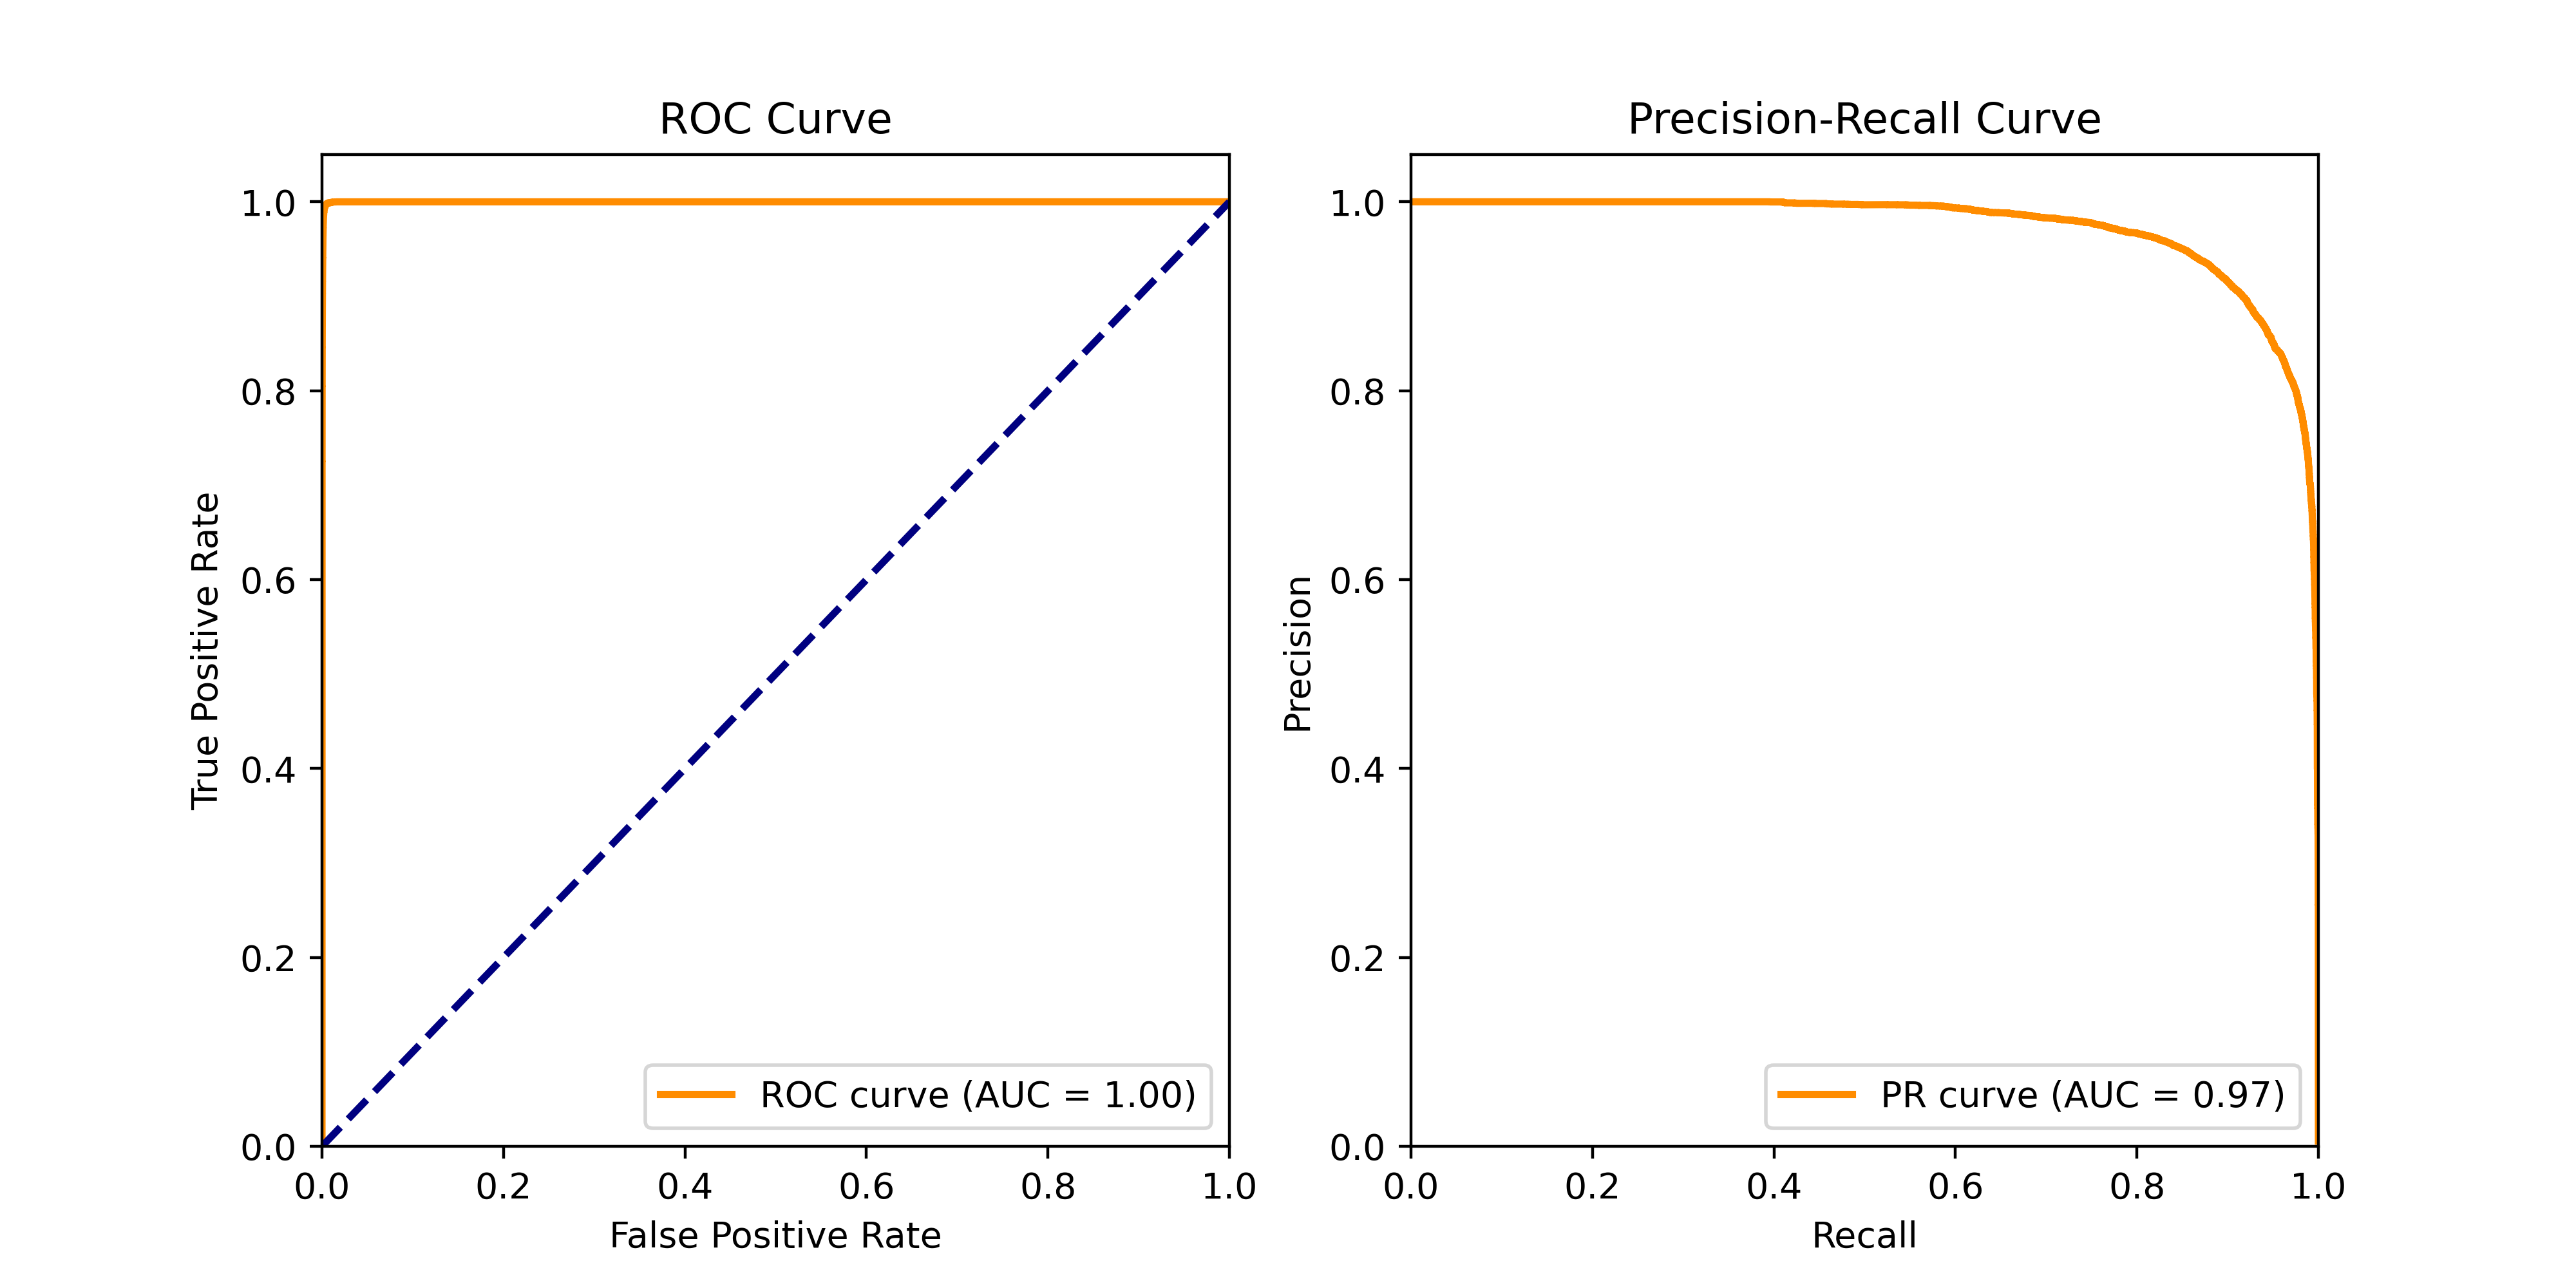 ROC Curve
True Positive Rate
1.0
0.8
0.6
0.4
0.2
0.0
0.0 0.2 0.4 0.6 0.8 1.0
False Positive Rate
ROC curve (AUC = 1.00)
Precision-Recall Curve
Precision
1.0
0.8
0.6
0.4
0.2
0.0
0.0 0.2 0.4 0.6 0.8 1.0
Recall
PR curve (AUC = 0.97)